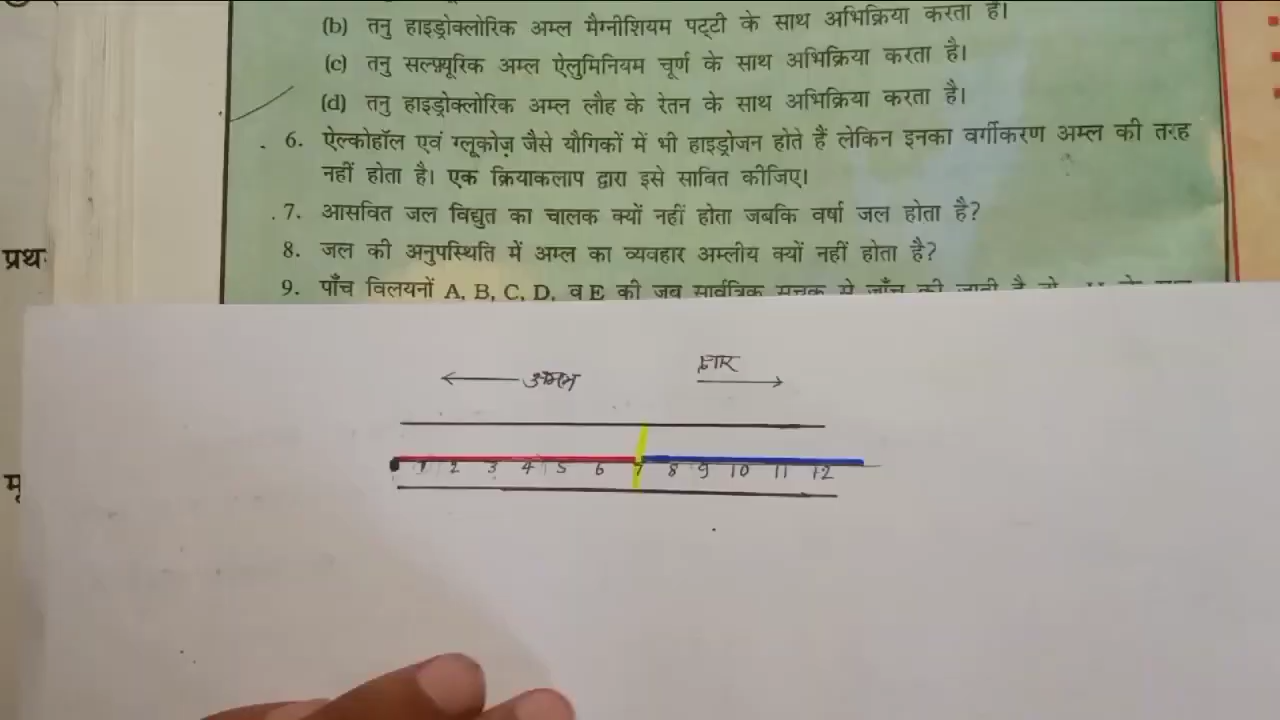 (b) तनु हाइड्रोक्लोरिक अम्ल मैग्नीशियम पट्टी के साथ अभिक्रिया करता है।
(c) तनु सल्फ़्यूरिक अम्ल ऐलुमिनियम चूर्ण के साथ अभिक्रिया करता है।
(d) तनु हाइड्रोक्लोरिक अम्ल लौह के रेतन के साथ अभिक्रिया करता है।
6. ऐल्कोहॉल एवं ग्लूकोज़ जैसे यौगिकों में भी हाइड्रोजन होते हैं लेकिन इनका वर्गीकरण अम्ल की तरह
नहीं होता है। एक क्रियाकलाप द्वारा इसे साबित कीजिए।
7. आसवित जल विद्युत का चालक क्यों नहीं होता जबकि वर्षा जल होता है?
8. जल की अनुपस्थिति में अम्ल का व्यवहार अम्लीय क्यों नहीं होता है?
9. पाँच विलयनों A, B, C, D, व E की जब सार्वत्रिक सूचक से जाँच की जाती है तो
प्रथ
मू
क्षार
अम्ल
1 2 3 4 5 6 7 8 9 10 11 12